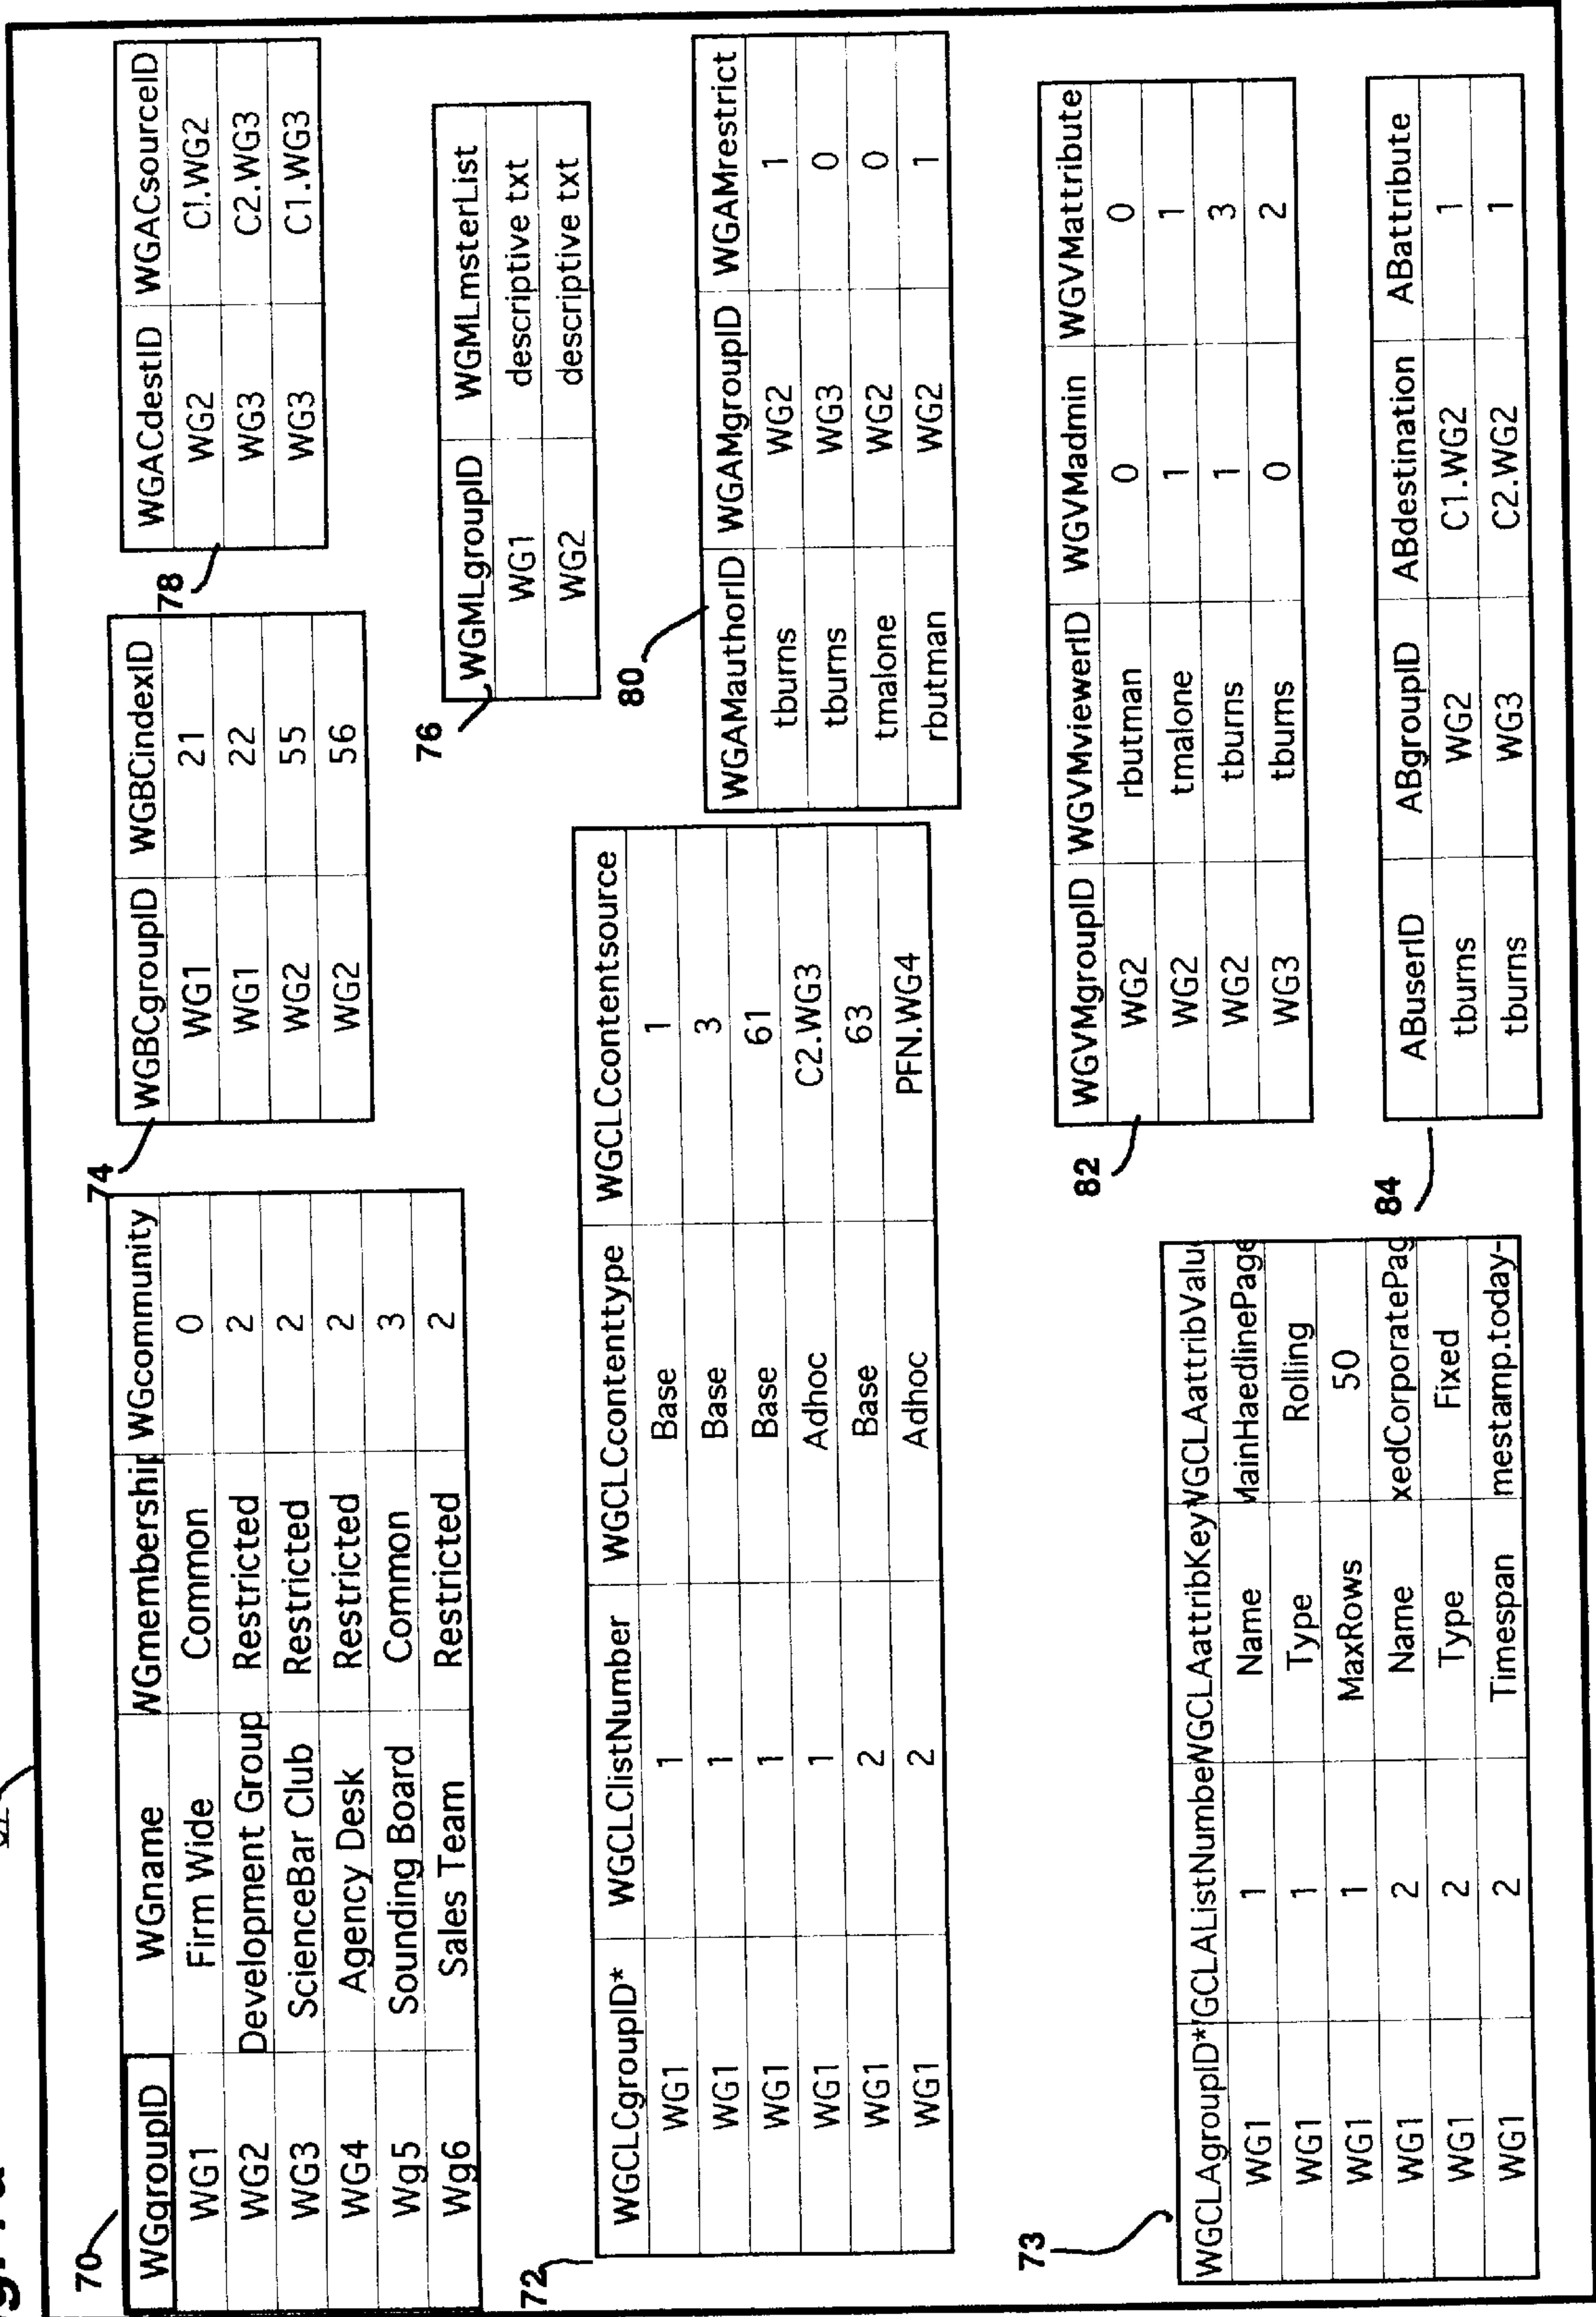 70
WGgroupID WGname WGmembership WGcommunity
WG1 Firm Wide Common 0
WG2 Development Group Restricted 2
WG3 ScienceBar Club Restricted 2
WG4 Agency Desk Restricted 2
Wg5 Sounding Board Common 3
Wg6 Sales Team Restricted 2
74
WGBCgroupID WGBCindexID
WG1 21
WG1 22
WG2 55
WG2 56
78
WGACdestID WGACsourceID
WG2 C!.WG2
WG3 C2.WG3
WG3 C1.WG3
76
WGMLgroupID WGMLmsterList
WG1 descriptive txt
WG2 descriptive txt
72
WGCLCgroupID* WGCLClistNumber WGCLCcontenttype WGCLCcontentsource
WG1 1 Base 1
WG1 1 Base 3
WG1 1 Base 61
WG1 1 Adhoc C2.WG3
WG1 2 Base 63
WG1 2 Adhoc PFN.WG4
80
WGAMauthorID WGAMgroupID WGAMrestrict
tburns WG2 1
tburns WG3 0
tmalone WG2 0
rbutman WG2 1
73
WGCLAgroupID* GCLAListNumbe WGCLAattribKey WGCLAattribValu
WG1 1 Name MainHaedlinePage
WG1 1 Type Rolling
WG1 1 MaxRows 50
WG1 2 Name xedCorporatePag
WG1 2 Type Fixed
WG1 2 Timespan mestamp.today-
82
WGVMgroupID WGVMviewerID WGVMadmin WGVMattribute
WG2 rbutman 0 0
WG2 tmalone 1 1
WG2 tburns 1 3
WG3 tburns 0 2
84
ABuserID ABgroupID ABdestination ABattribute
tburns WG2 C1.WG2 1
tburns WG3 C2.WG2 1